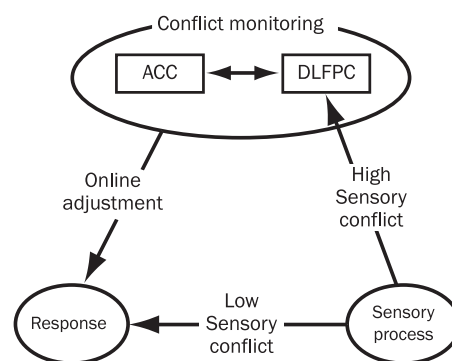 Conflict monitoring
ACC
DLFPC
Online
adjustment
High
Sensory
conflict
Response
Low
Sensory
conflict
Sensory
process